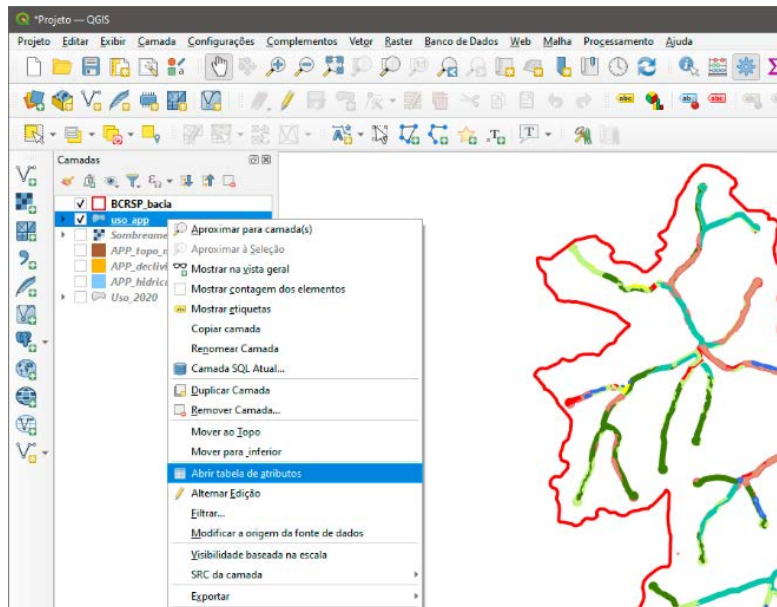 *Projeto — QGIS
Projeto Editar Exibir Camada Configurações Complementos Vetor Raster Banco de Dados Web Malha Processamento Ajuda
Camadas
BCRSP_bacia
uso_app
Sombreame
APP_topo_
APP_declivi
APP_hidrica
Uso_2020
Aproximar para camada(s)
Aproximar à Seleção
Mostrar na vista geral
Mostrar contagem dos elementos
Mostrar etiquetas
Copiar camada
Renomear Camada
Camada SQL Atual...
Duplicar Camada
Remover Camada...
Mover ao Topo
Mover para inferior
Abrir tabela de atributos
Alternar Edição
Filtrar...
Modificar a origem da fonte de dados
Visibilidade baseada na escala
SRC da camada
Exportar